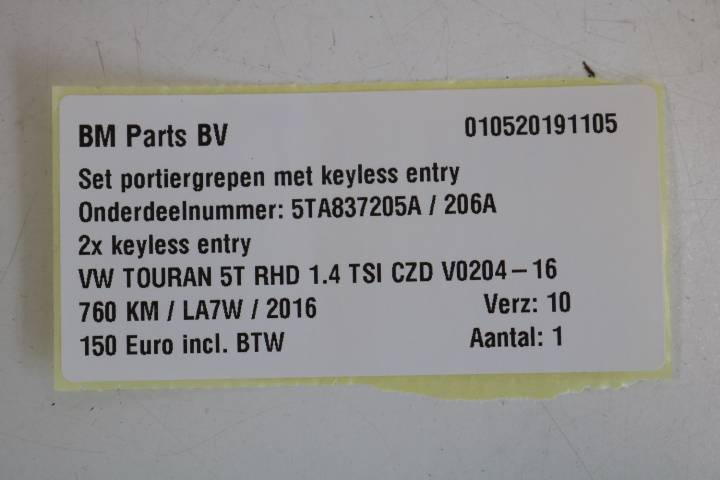 BM Parts BV 010520191105
Set portiergrepen met keyless entry
Onderdeelnummer: 5TA837205A / 206A
2x keyless entry
VW TOURAN 5T RHD 1.4 TSI CZD V0204-16
760 KM / LA7W / 2016 Verz: 10
150 Euro incl. BTW Aantal: 1